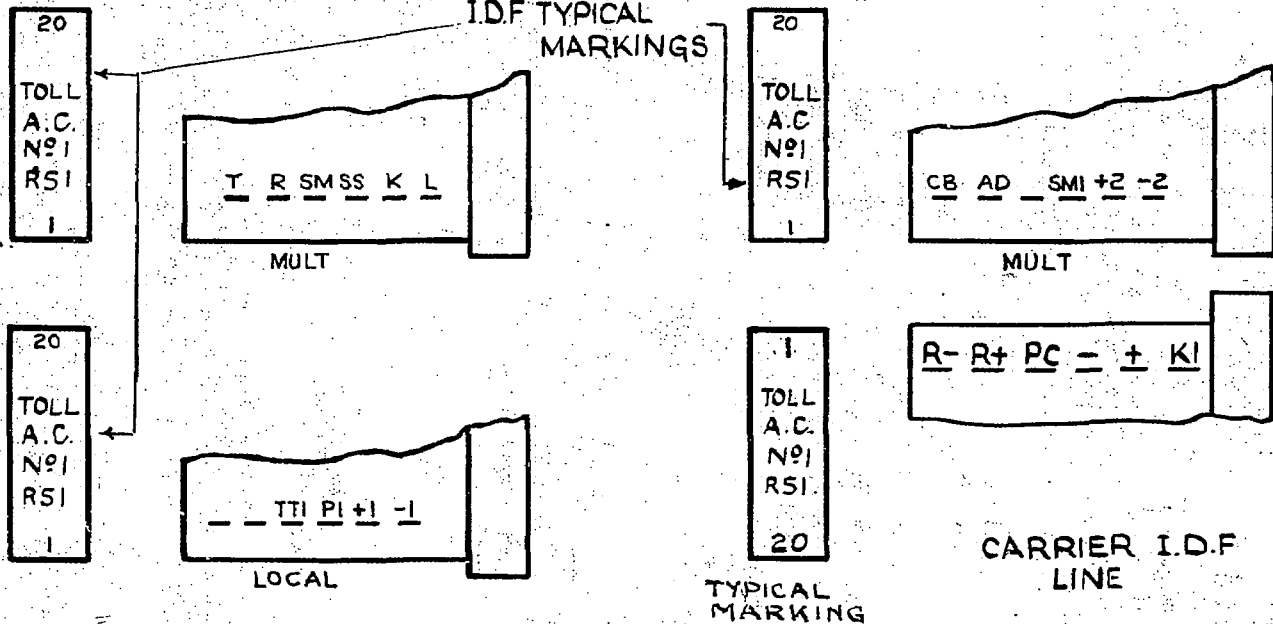 I.D.F TYPICAL
MARKINGS
20
TOLL
A.C.
Nº1
RS1
1
T R SM SS K L
MULT
20
TOLL
A.C
Nº1
RS1
1
CB AD _ SM1 +2 -2
MULT
20
TOLL
A.C.
Nº1
RS1
1
_ _ TT1 P1 +1 -1
LOCAL
1
TOLL
A.C.
Nº1
RS1.
20
TYPICAL
MARKING
R- R+ PC - + K1
CARRIER I.D.F
LINE